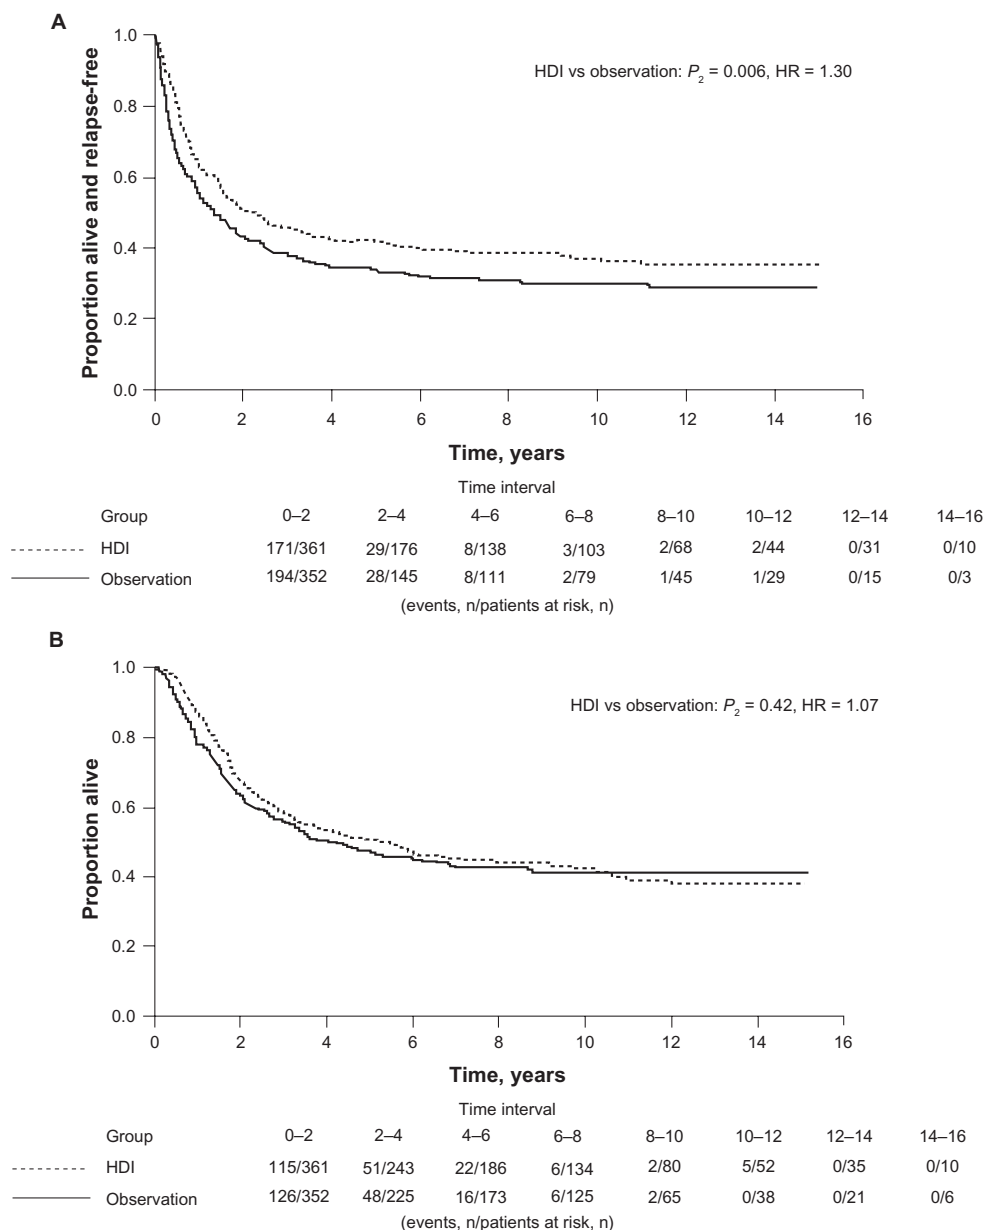 A
1.0
0.8
0.6
0.4
0.2
0.0
Proportion alive and relapse-free
HDI vs observation: P2 = 0.006, HR = 1.30
0 2 4 6 8 10 12 14 16
Time, years
Time interval
Group 0–2 2–4 4–6 6–8 8–10 10–12 12–14 14–16
HDI 171/361 29/176 8/138 3/103 2/68 2/44 0/31 0/10
Observation 194/352 28/145 8/111 2/79 1/45 1/29 0/15 0/3
(events, n/patients at risk, n)
B
1.0
0.8
0.6
0.4
0.2
0.0
Proportion alive
HDI vs observation: P2 = 0.42, HR = 1.07
0 2 4 6 8 10 12 14 16
Time, years
Time interval
Group 0–2 2–4 4–6 6–8 8–10 10–12 12–14 14–16
HDI 115/361 51/243 22/186 6/134 2/80 5/52 0/35 0/10
Observation 126/352 48/225 16/173 6/125 2/65 0/38 0/21 0/6
(events, n/patients at risk, n)